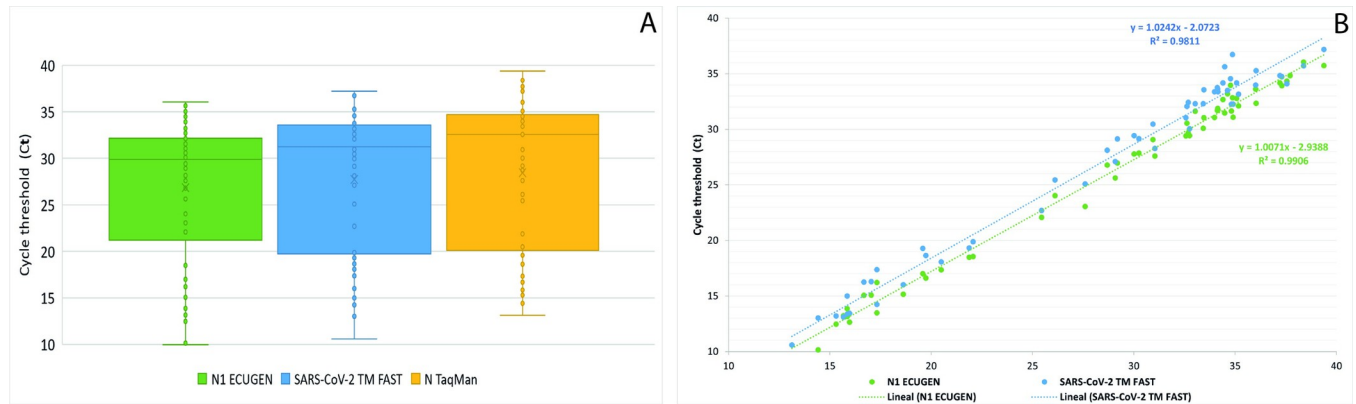 A
Cycle threshold (Ct)
40
35
30
25
20
15
10
N1 ECUGEN SARS-CoV-2 TM FAST N TaqMan
B
Cycle threshold (Ct)
40
35
30
25
20
15
10
y = 1.0242x - 2.0723
R² = 0.9811
y = 1.0071x - 2.9388
R² = 0.9906
10 15 20 25 30 35 40
N1 ECUGEN SARS-CoV-2 TM FAST
Lineal (N1 ECUGEN) Lineal (SARS-CoV-2 TM FAST)